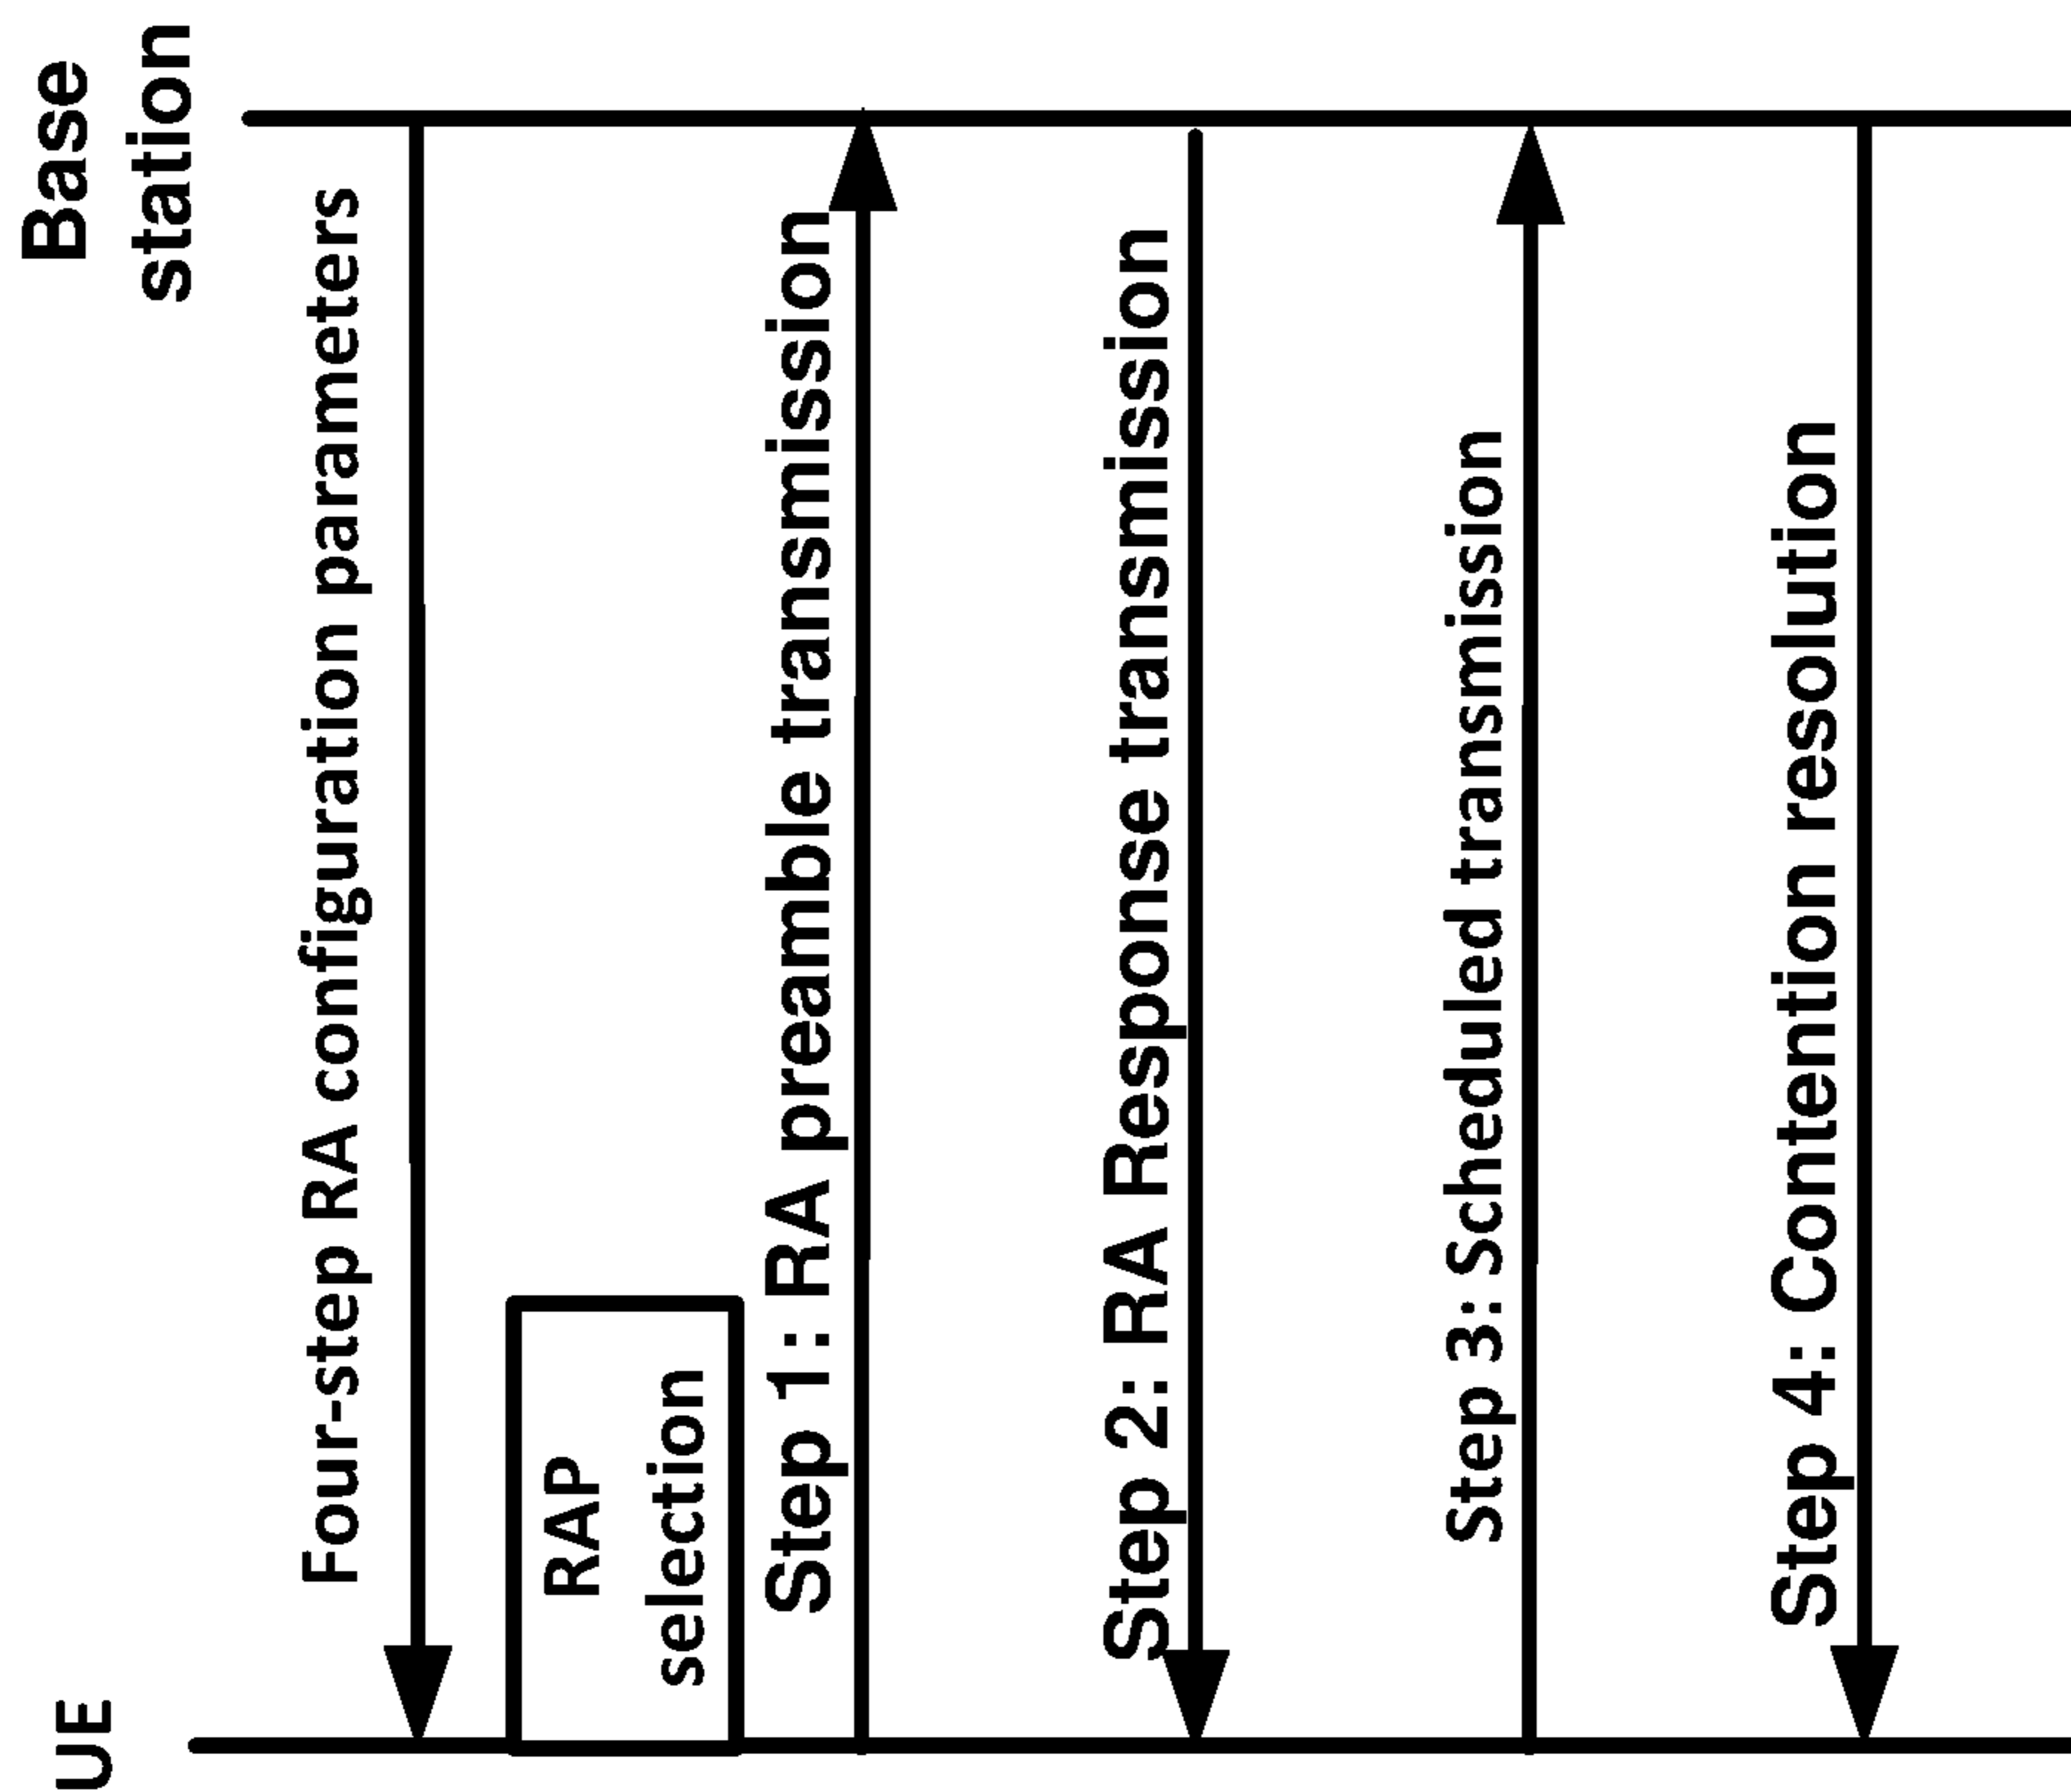 UE
Base
station
Four-step RA configuration parameters
RAP
selection
Step 1: RA preamble transmission
Step 2: RA Response transmission
Step 3: Scheduled transmission
Step 4: Contention resolution